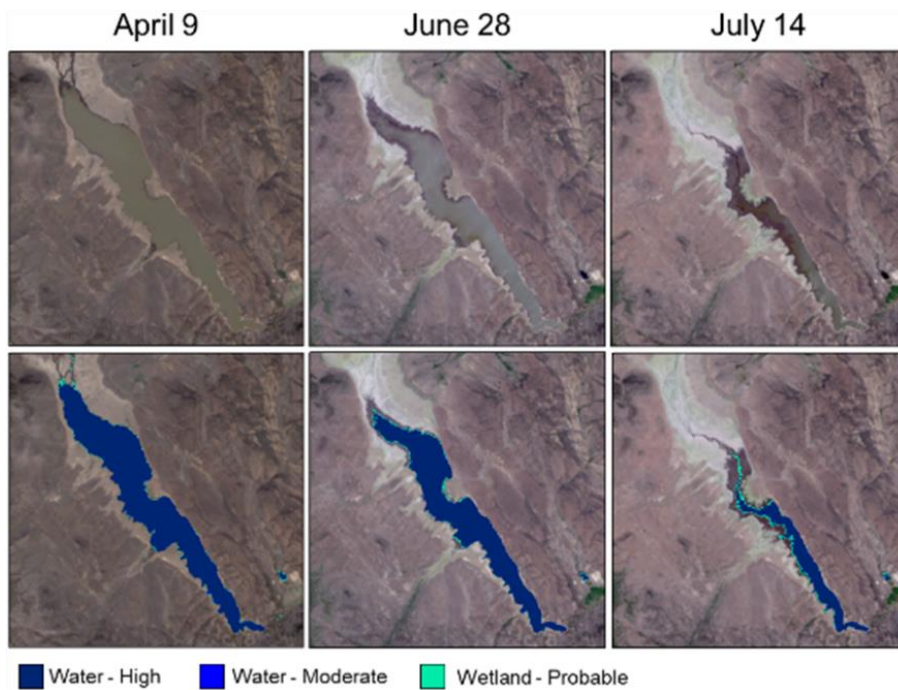 April 9
June 28
July 14
Water - High
Water - Moderate
Wetland - Probable